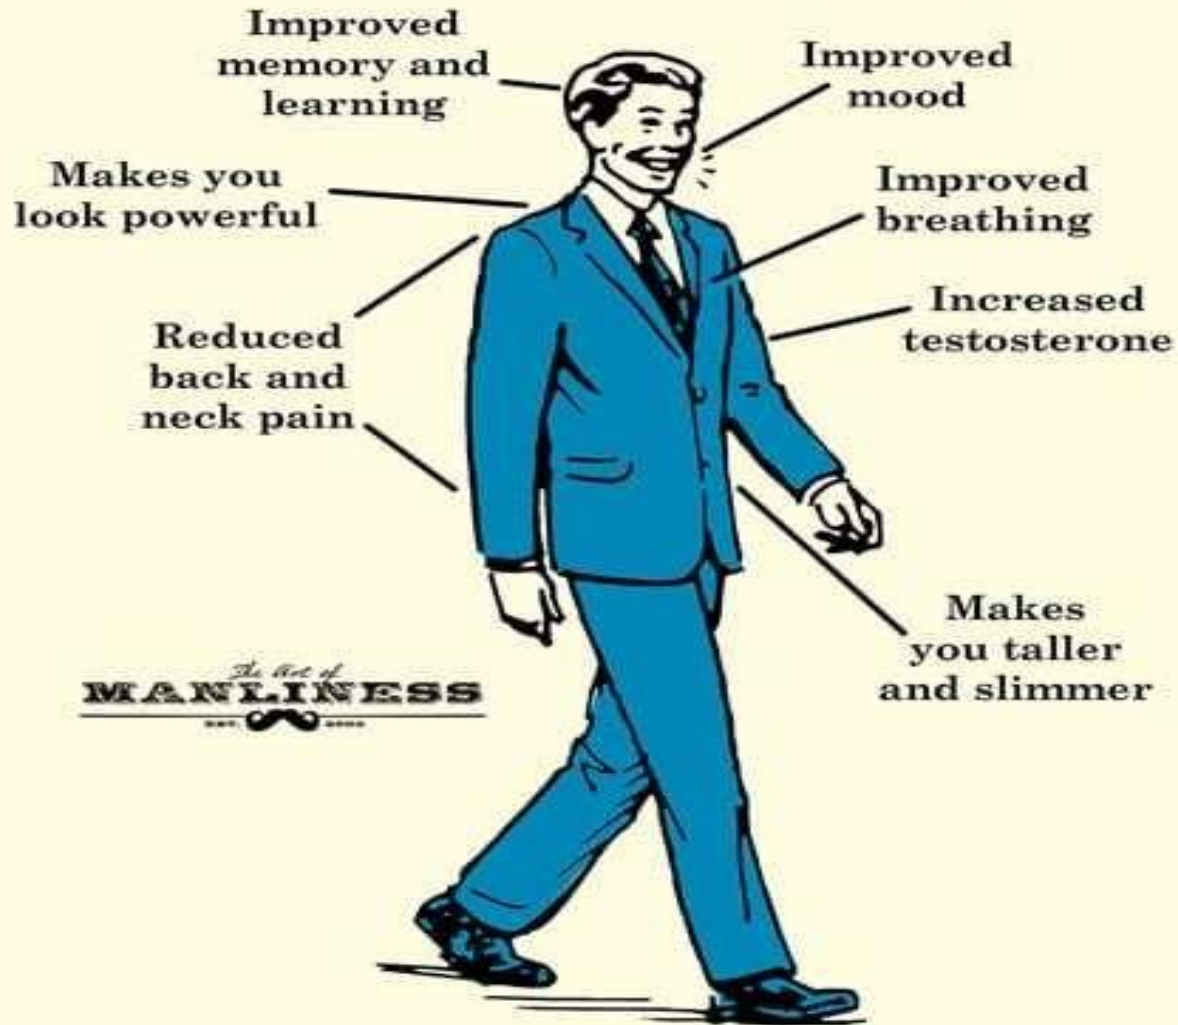 Improved
memory and
learning
Improved
mood
Makes you
look powerful
Improved
breathing
Increased
testosterone
Reduced
back and
neck pain
Makes
you taller
and slimmer
The Art of
MANLINESS
EST.